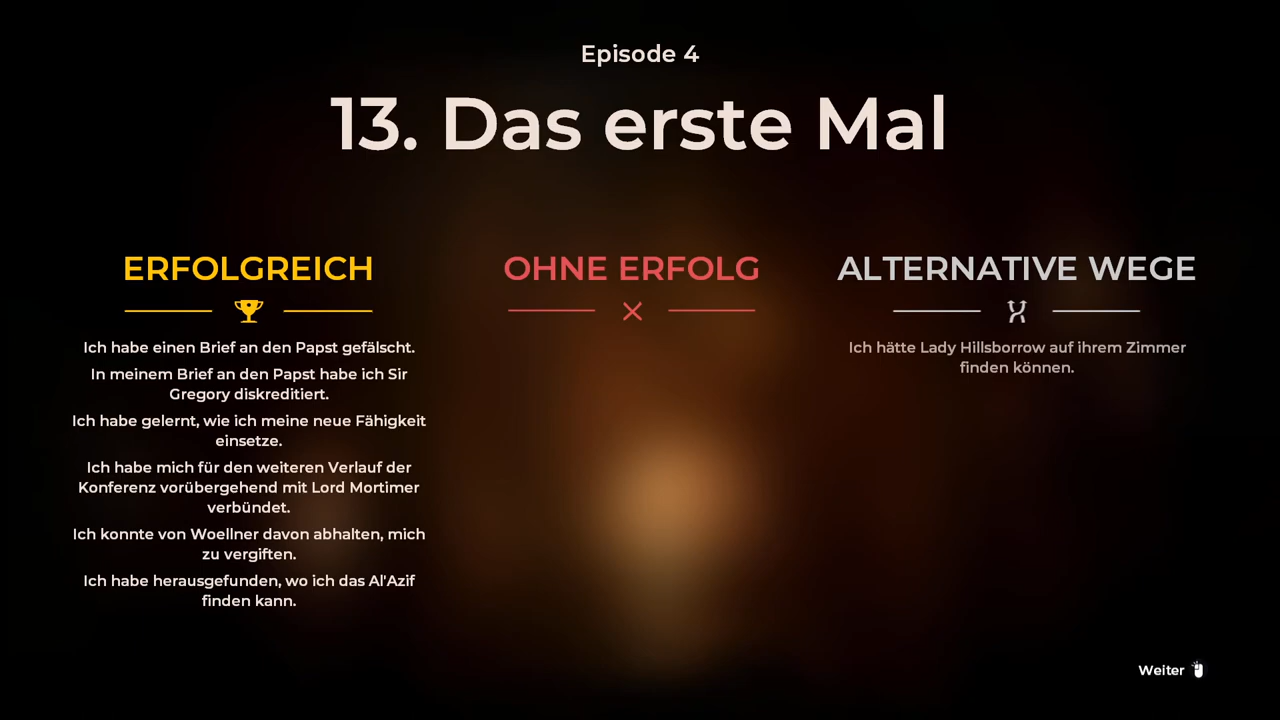 Episode 4
13. Das erste Mal
ERFOLGREICH
Ich habe einen Brief an den Papst gefälscht.
In meinem Brief an den Papst habe ich Sir
Gregory diskreditiert.
Ich habe gelernt, wie ich meine neue Fähigkeit
einsetze.
Ich habe mich für den weiteren Verlauf der
Konferenz vorübergehend mit Lord Mortimer
verbündet.
Ich konnte von Woellner davon abhalten, mich
zu vergiften.
Ich habe herausgefunden, wo ich das Al'Azif
finden kann.
OHNE ERFOLG
ALTERNATIVE WEGE
Ich hätte Lady Hillsborrow auf ihrem Zimmer
finden können.
Weiter